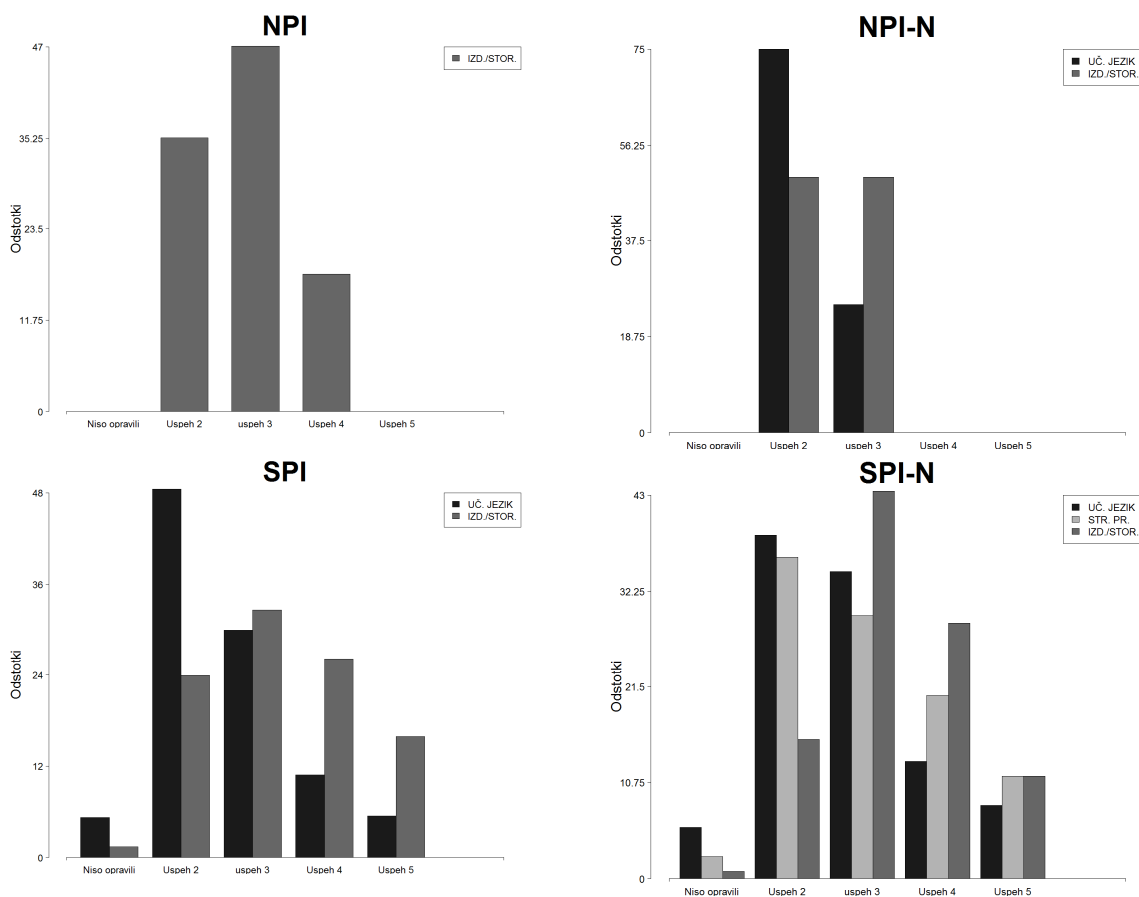 NPI
IZD./STOR.
47
35.25
23.5
11.75
0
Odstotki
Niso opravili Uspeh 2 uspeh 3 Uspeh 4 Uspeh 5
NPI-N
UČ. JEZIK
IZD./STOR.
75
56.25
37.5
18.75
0
Odstotki
Niso opravili Uspeh 2 uspeh 3 Uspeh 4 Uspeh 5
SPI
UČ. JEZIK
IZD./STOR.
48
36
24
12
0
Odstotki
Niso opravili Uspeh 2 uspeh 3 Uspeh 4 Uspeh 5
SPI-N
UČ. JEZIK
STR. PR.
IZD./STOR.
43
32.25
21.5
10.75
0
Odstotki
Niso opravili Uspeh 2 uspeh 3 Uspeh 4 Uspeh 5